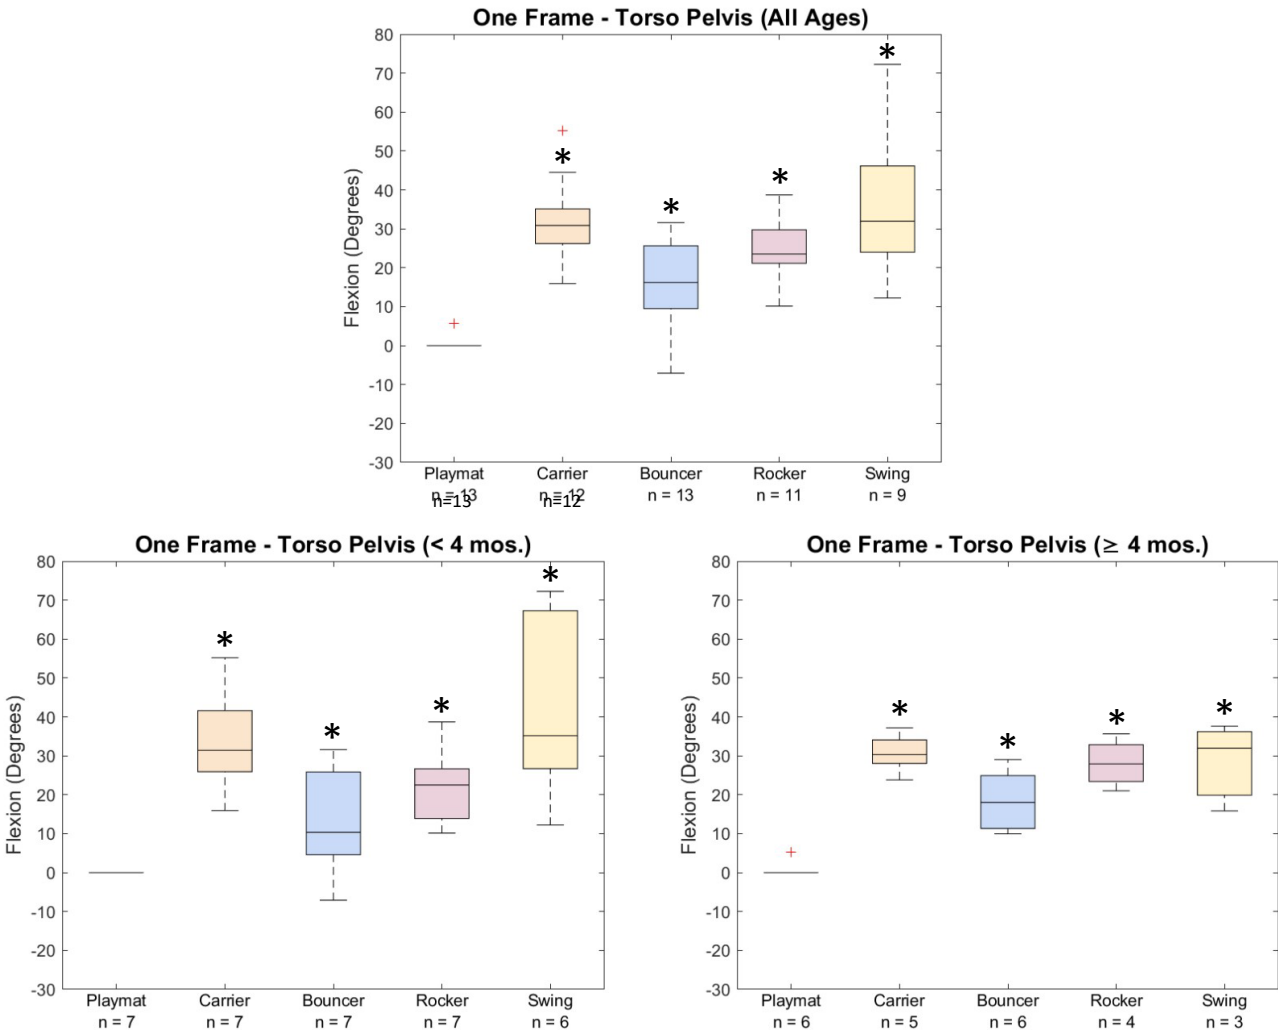 One Frame - Torso Pelvis (All Ages)
80
70
60
50
40
30
20
10
0
-10
-20
-30
Flexion (Degrees)
* * * * *
Playmat Carrier Bouncer Rocker Swing
n = 13 n = 12 n = 13 n = 11 n = 9
n=13 n=12
One Frame - Torso Pelvis (< 4 mos.)
80
70
60
50
40
30
20
10
0
-10
-20
-30
Flexion (Degrees)
* * * *
Playmat Carrier Bouncer Rocker Swing
n = 7 n = 7 n = 7 n = 7 n = 6
One Frame - Torso Pelvis (≥ 4 mos.)
80
70
60
50
40
30
20
10
0
-10
-20
-30
Flexion (Degrees)
* * * *
Playmat Carrier Bouncer Rocker Swing
n = 6 n = 5 n = 6 n = 4 n = 3